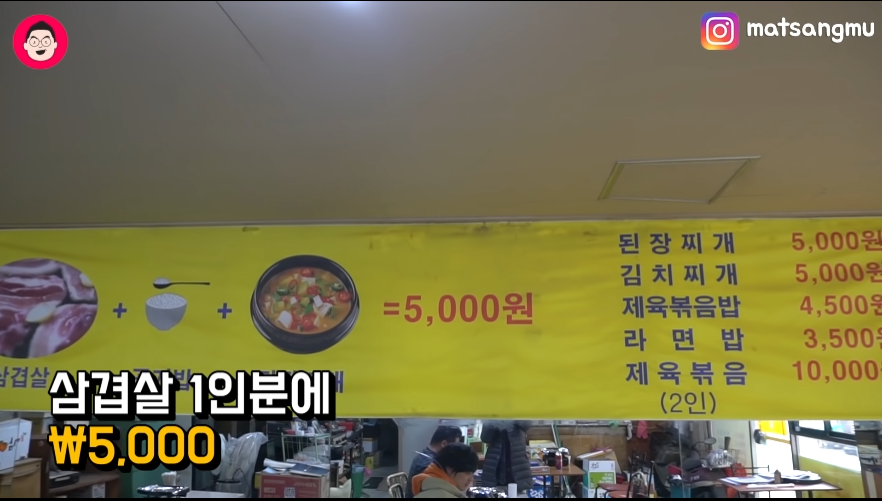 matsangmu
된장찌개 5,000원
김치찌개 5,000원
제육볶음밥 4,500원
라면밥 3,500원
제육볶음 10,000원
(2인)
+ + =5,000원
삼겹살
삼겹살 1인분에
₩5,000